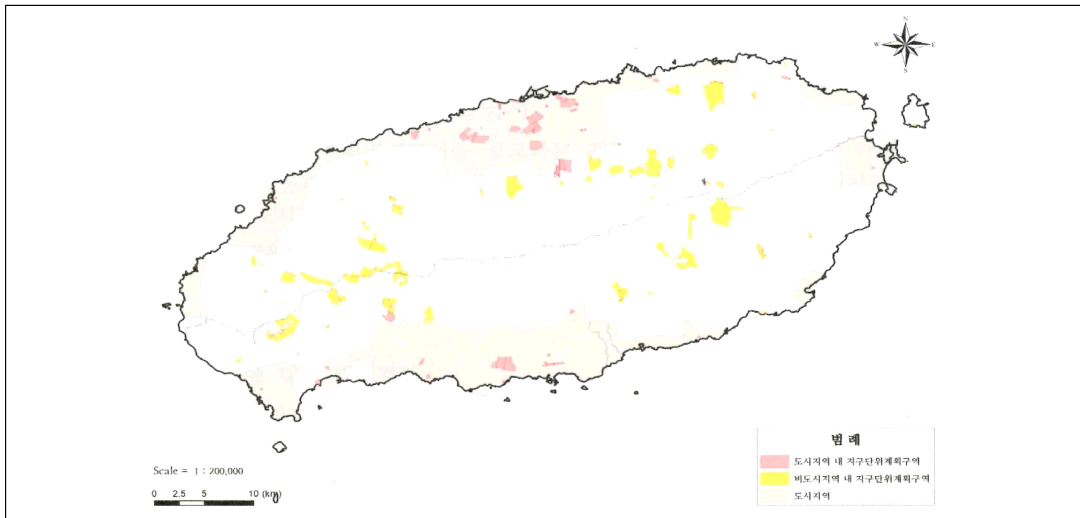 N
W E
S
범 례
도시지역 내 지구단위계획구역
비도시지역 내 지구단위계획구역
도시지역
Scale = 1 : 200,000
0 2.5 5 10 (km)